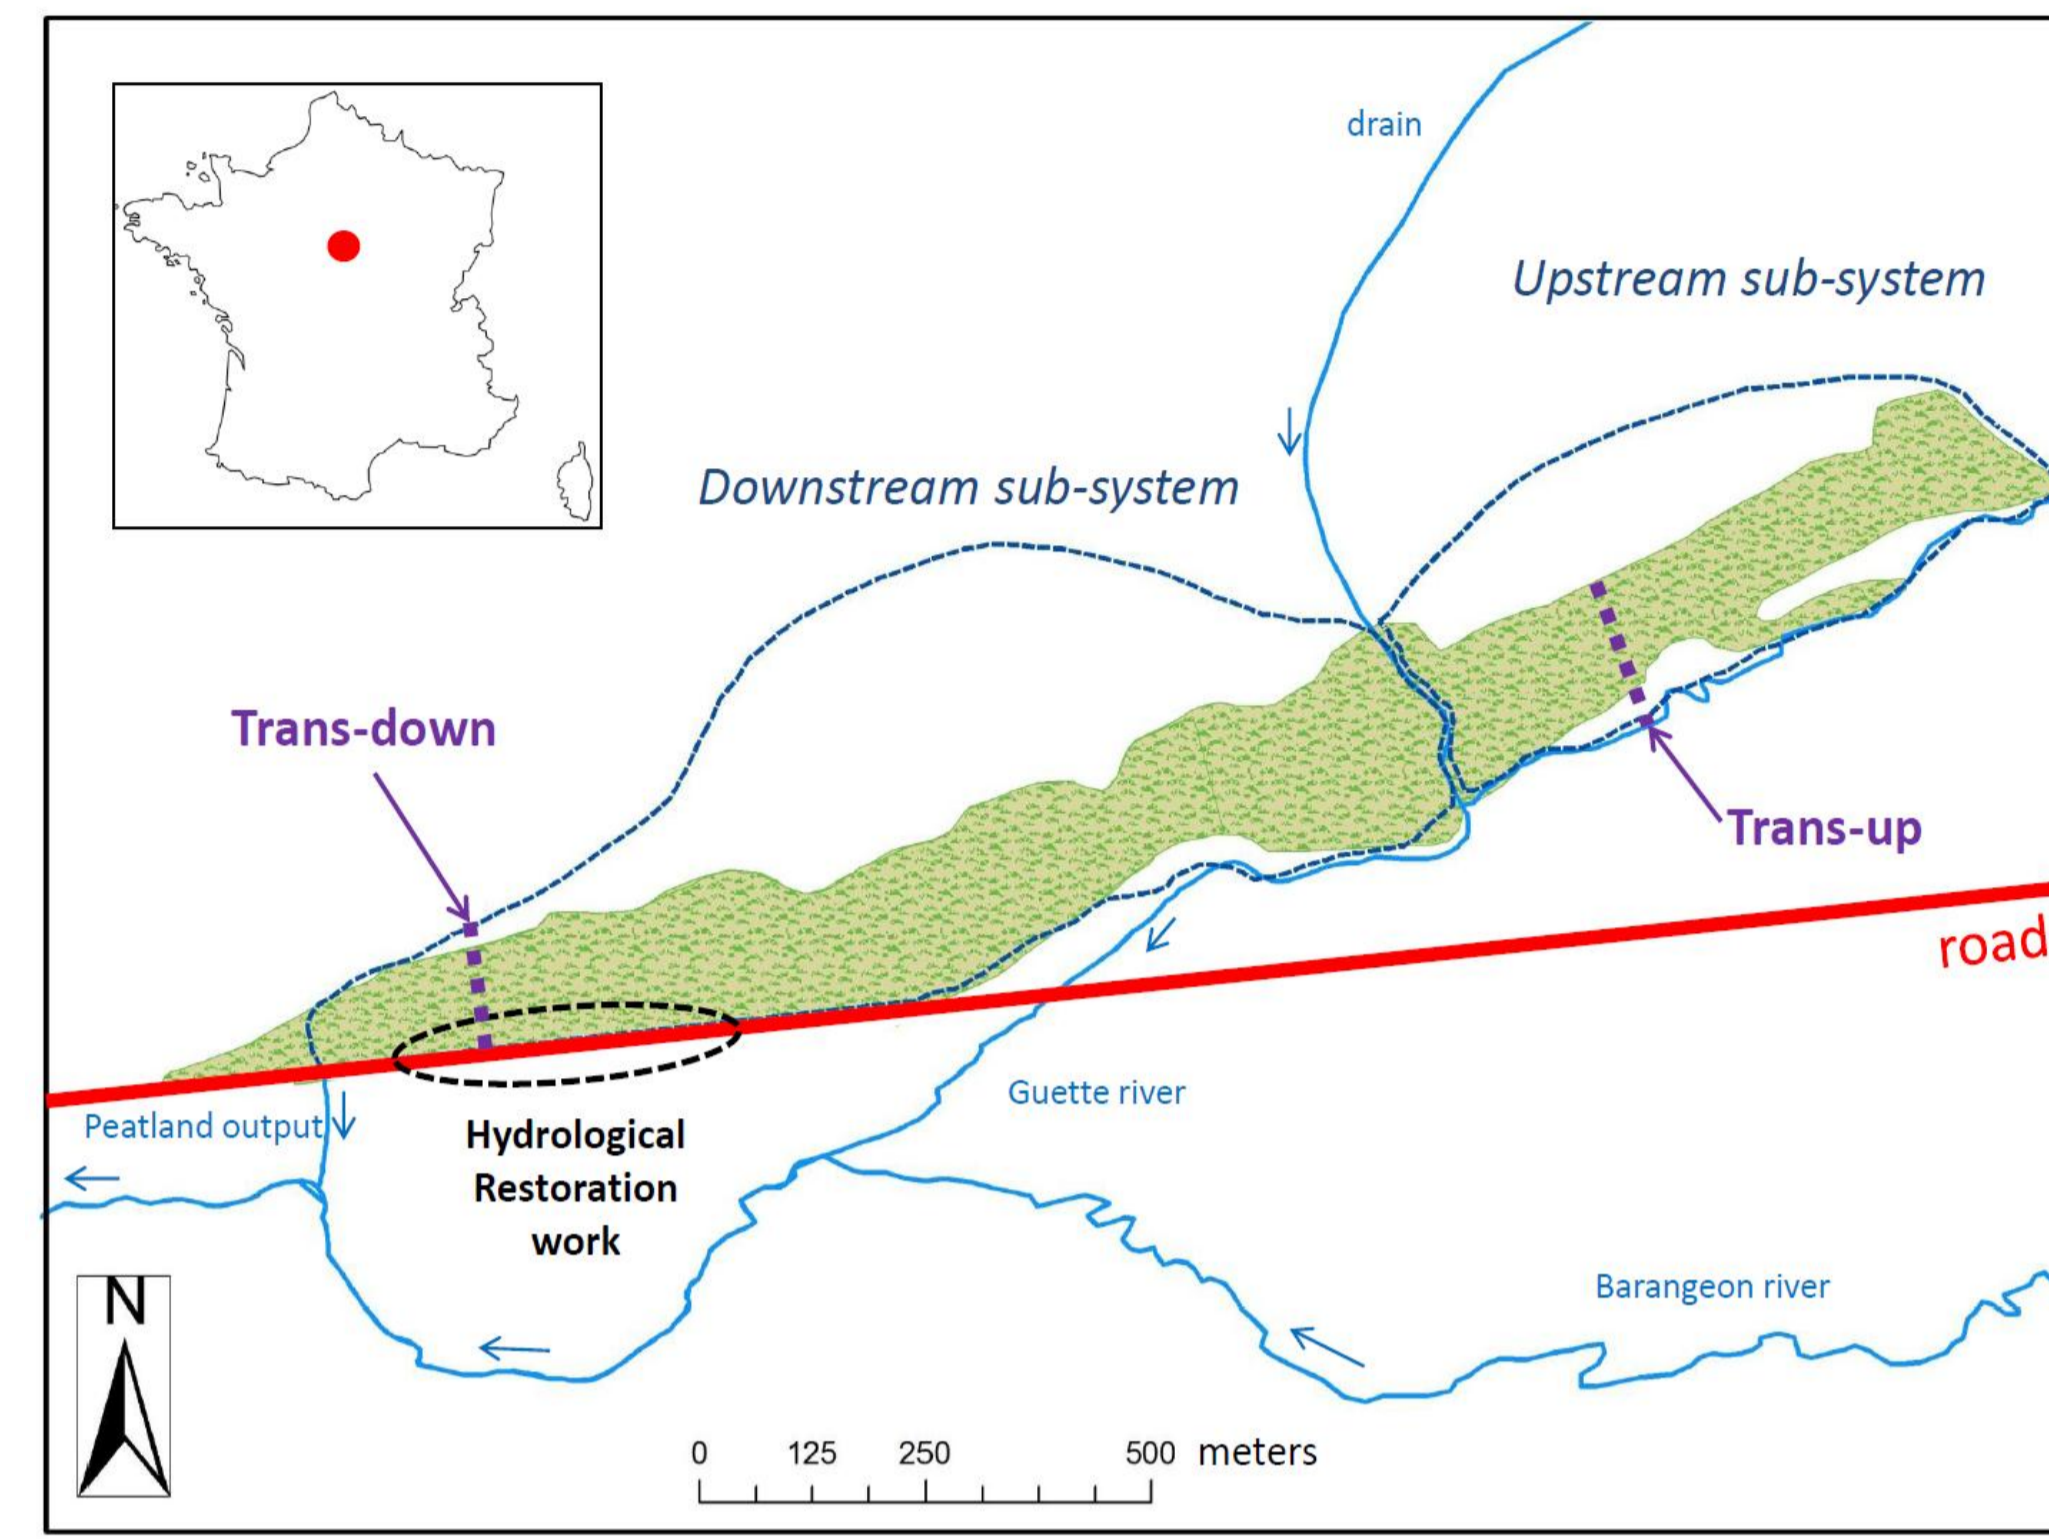 drain
Upstream sub-system
Downstream sub-system
Trans-down
Trans-up
road
Peatland output
Hydrological
Restoration
work
Guette river
Barangeon river
N
0 125 250 500 meters